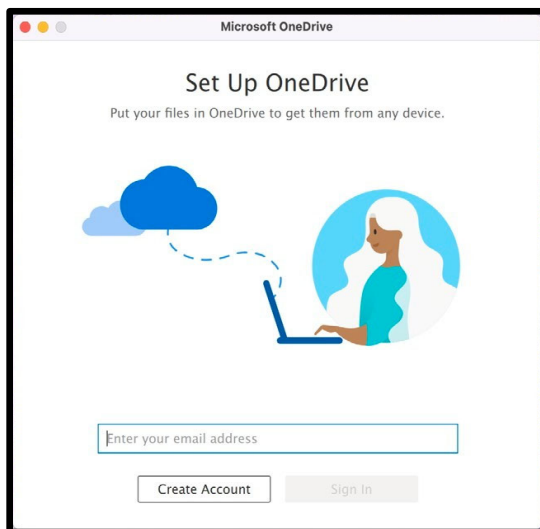 Microsoft OneDrive
Set Up OneDrive
Put your files in OneDrive to get them from any device.
Enter your email address
Create Account
Sign In